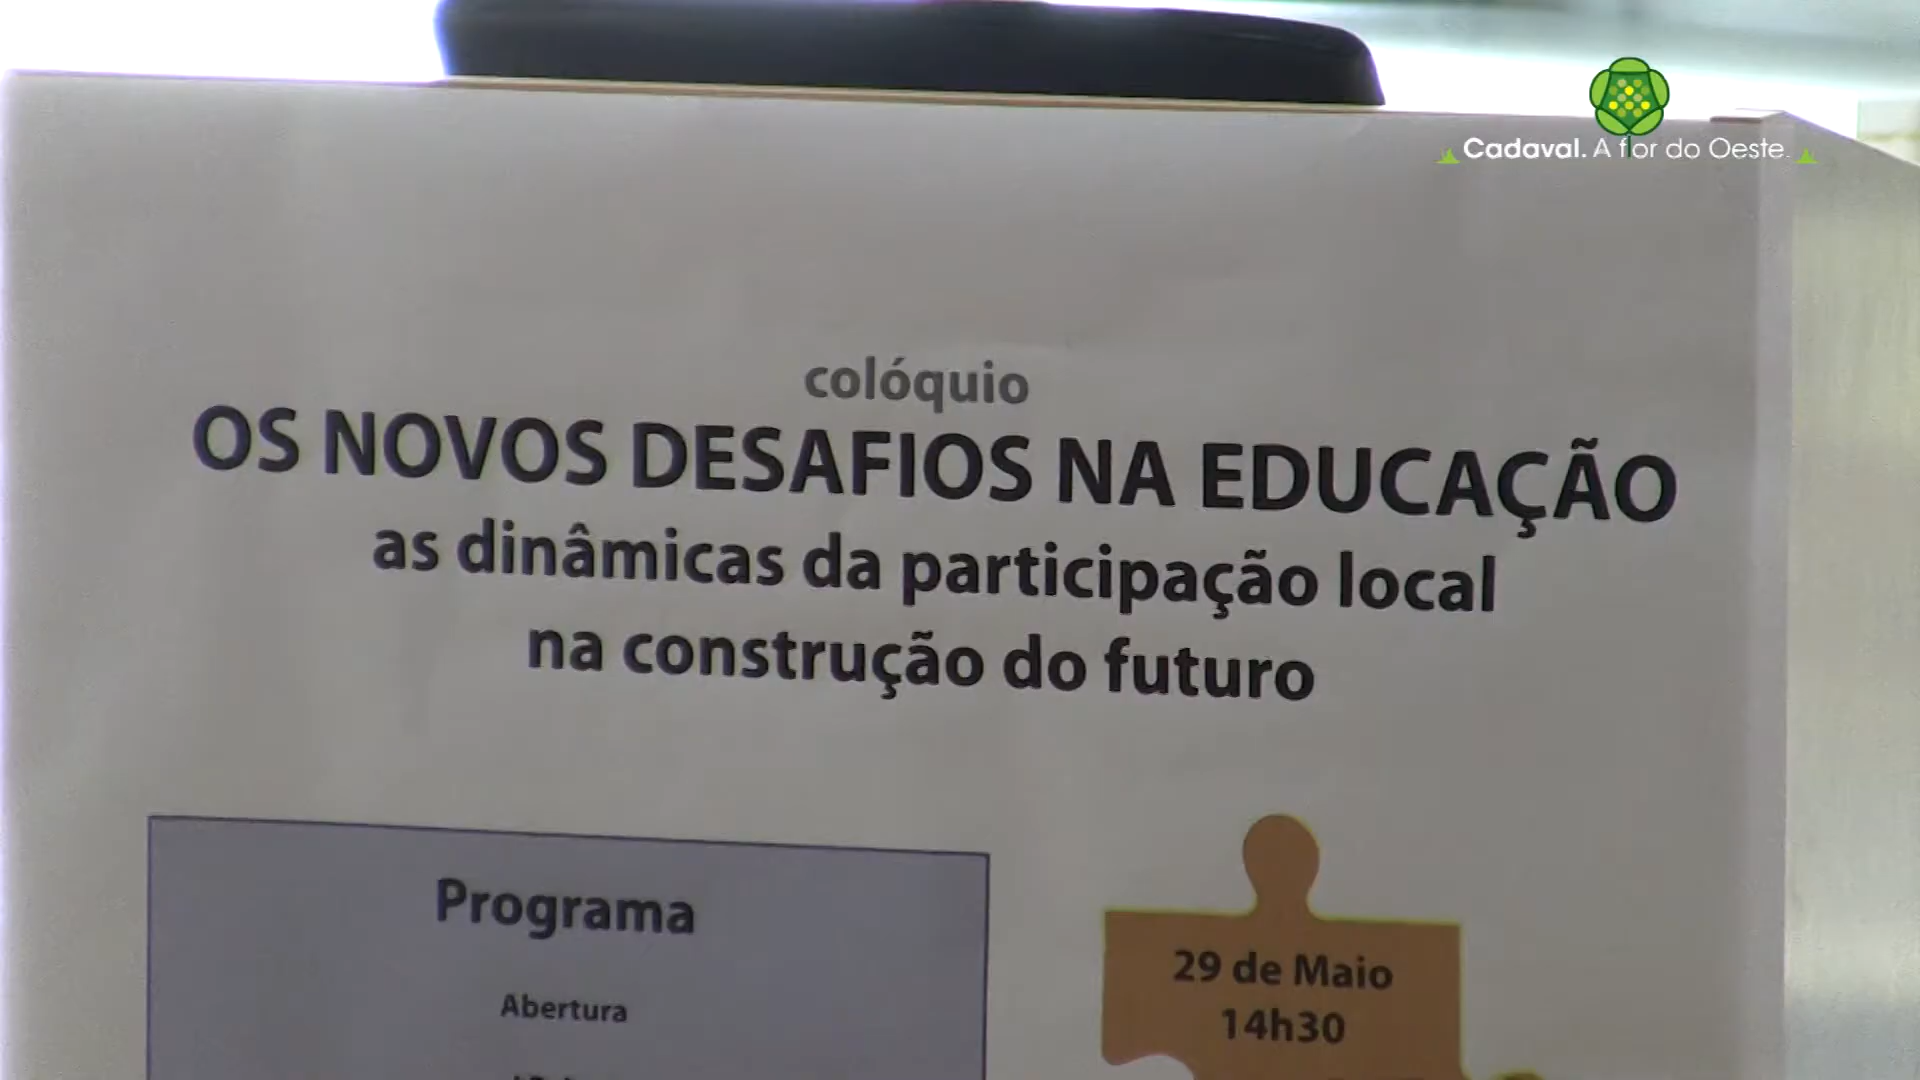 Cadaval. A flor do Oeste.
colóquio
OS NOVOS DESAFIOS NA EDUCAÇÃO
as dinâmicas da participação local
na construção do futuro
Programa
Abertura
29 de Maio
14h30